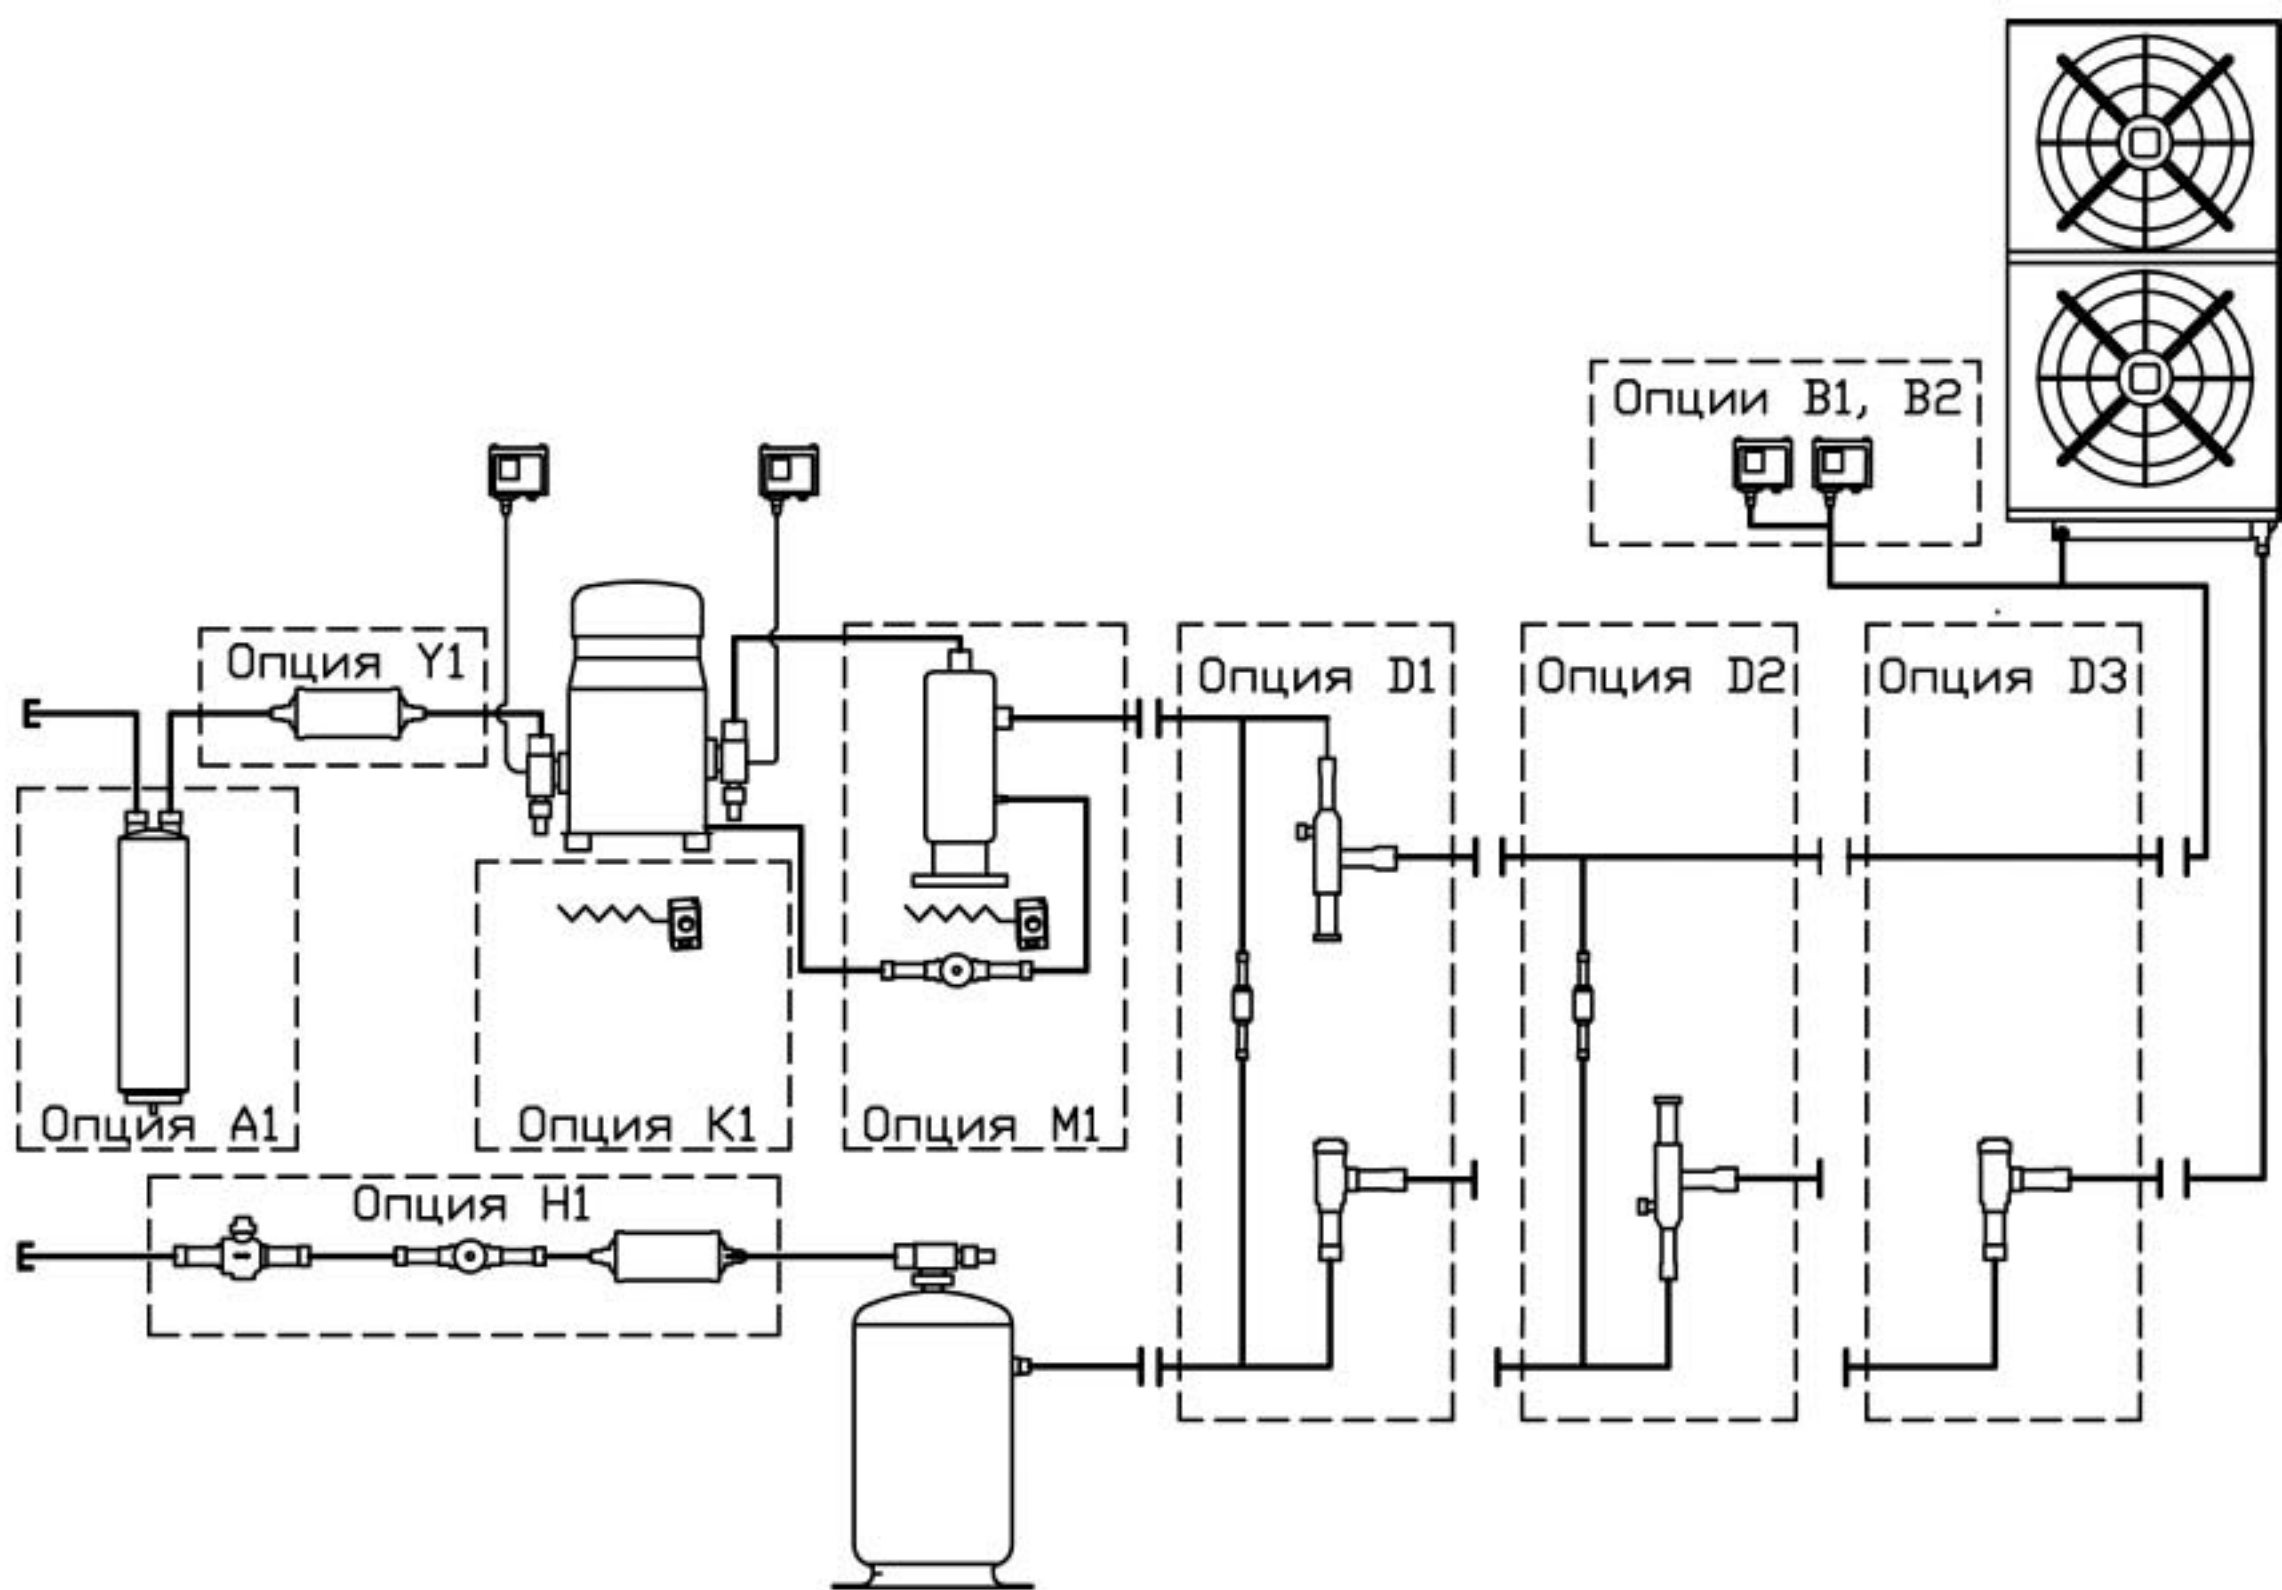 Опции B1, B2
Опция Y1
Опция D1
Опция D2
Опция D3
Опция A1
Опция K1
Опция M1
Опция H1